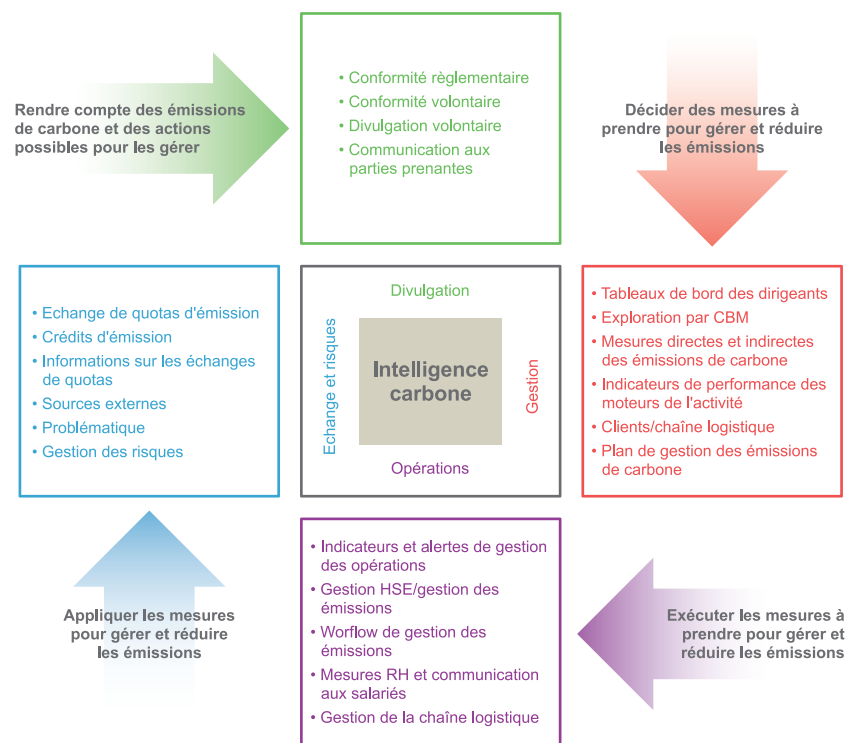 Rendre compte des émissions
de carbone et des actions
possibles pour les gérer
• Conformité règlementaire
• Conformité volontaire
• Divulgation volontaire
• Communication aux
parties prenantes
Décider des mesures à
prendre pour gérer et réduire
les émissions
• Echange de quotas d'émission
• Crédits d'émission
• Informations sur les échanges
de quotas
• Sources externes
• Problématique
• Gestion des risques
Divulgation
Echange et risques
Intelligence
carbone
Gestion
Opérations
• Tableaux de bord des dirigeants
• Exploration par CBM
• Mesures directes et indirectes
des émissions de carbone
• Indicateurs de performance des
moteurs de l'activité
• Clients/chaîne logistique
• Plan de gestion des émissions
de carbone
Appliquer les mesures
pour gérer et réduire
les émissions
• Indicateurs et alertes de gestion
des opérations
• Gestion HSE/gestion des
émissions
• Worflow de gestion des
émissions
• Mesures RH et communication
aux salariés
• Gestion de la chaîne logistique
Exécuter les mesures à
prendre pour gérer et
réduire les émissions